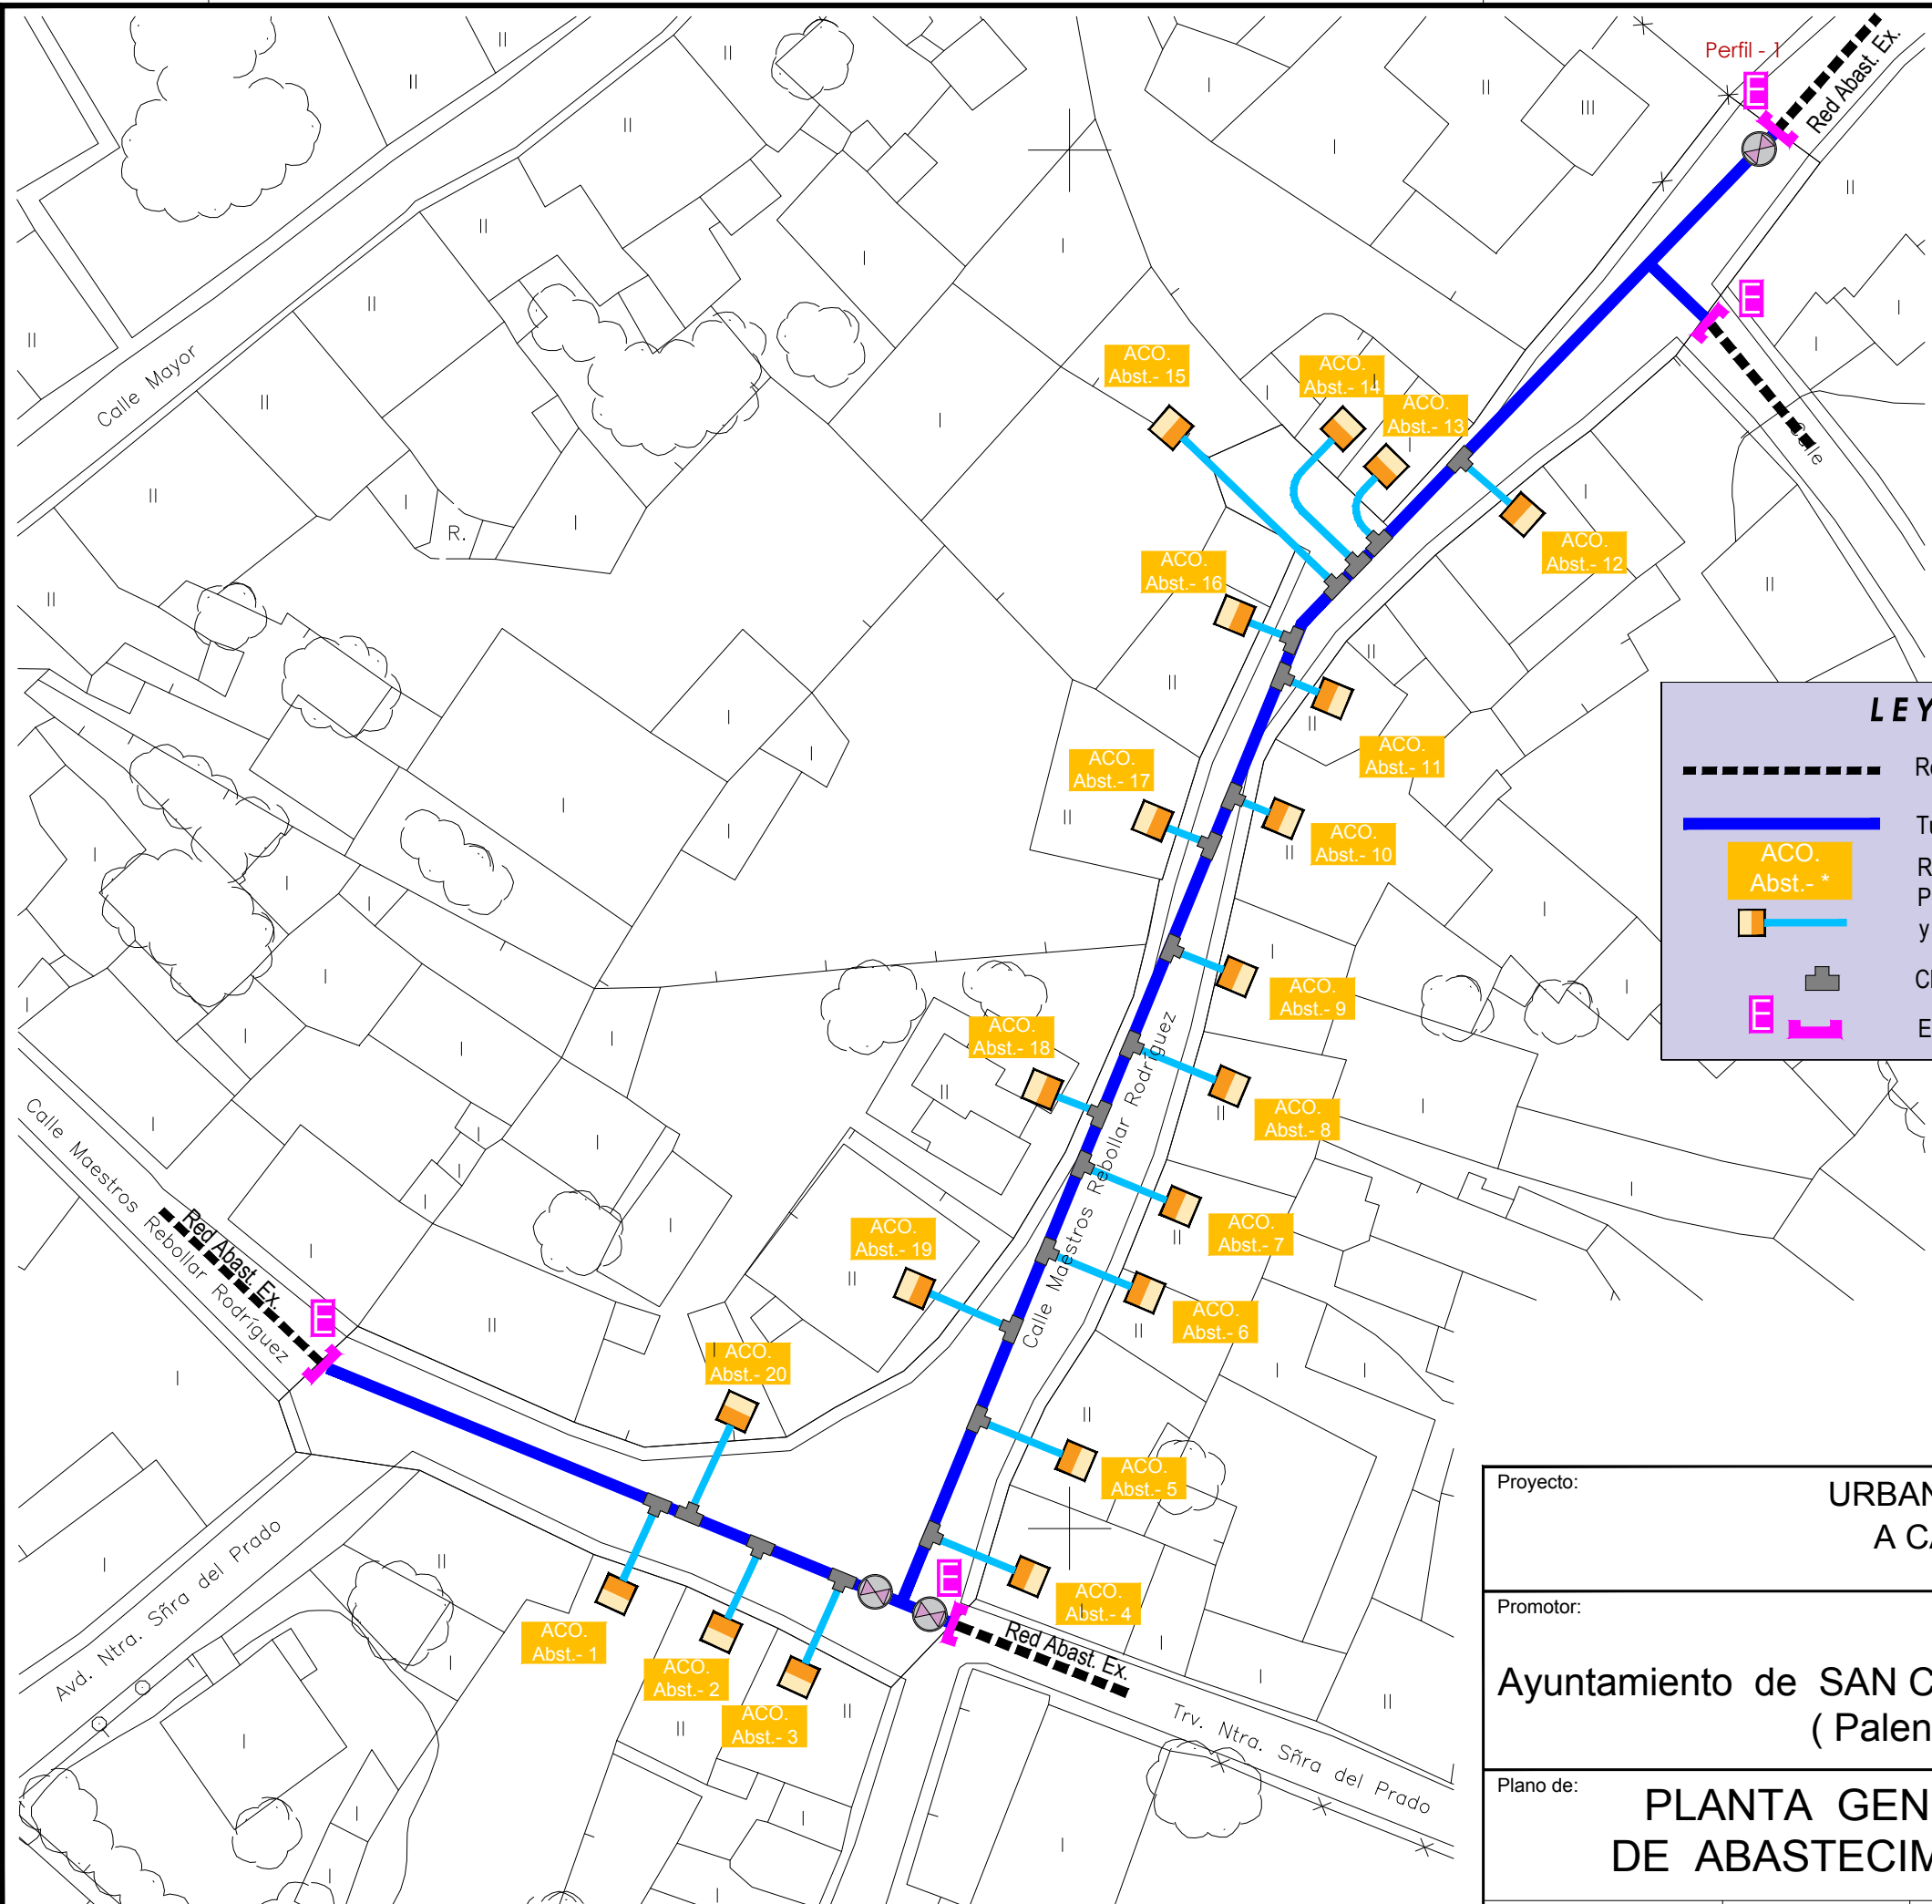 Perfil - 1
Red Abast. Ex.
Calle Mayor
ACO.
Abst.- 15
ACO.
Abst.- 14
ACO.
Abst.- 13
Calle
ACO.
Abst.- 12
ACO.
Abst.- 16
R.
ACO.
Abst.- 11
ACO.
Abst.- 17
ACO.
Abst.- 10
ACO.
Abst.- 9
ACO.
Abst.- 18
ACO.
Abst.- 8
Calle Maestros Rebollar Rodríguez
ACO.
Abst.- 7
ACO.
Abst.- 19
ACO.
Abst.- 6
Calle Maestros Rebollar Rodríguez
Red Abast. Ex.
ACO.
Abst.- 20
ACO.
Abst.- 5
ACO.
Abst.- 4
Avd. Ntra. Sñra del Prado
ACO.
Abst.- 1
ACO.
Abst.- 2
ACO.
Abst.- 3
Red Abast. Ex.
Trv. Ntra. Sñra del Prado
E
E
E
E
L E Y
ACO.
Abst.- *
y
E
Proyecto:
URBAN
A CA
Promotor:
Ayuntamiento de SAN C
( Palen
Plano de:
PLANTA GEN
DE ABASTECIM